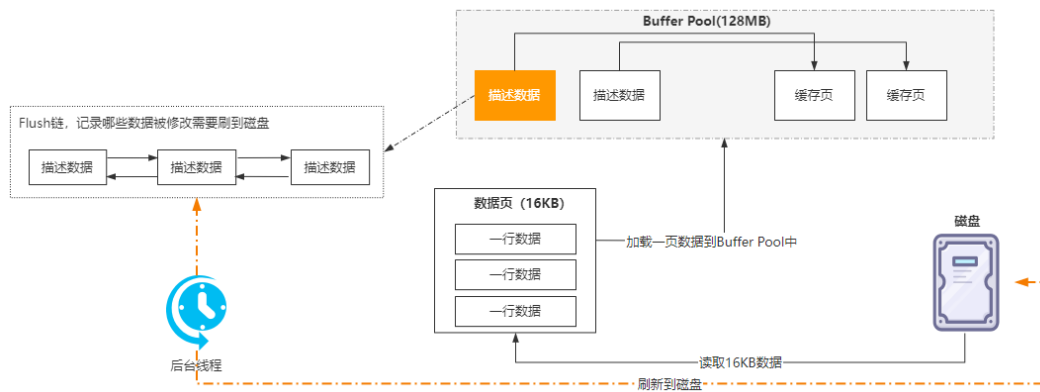 Buffer Pool(128MB)
描述数据
描述数据
缓存页
缓存页
Flush链，记录哪些数据被修改需要刷到磁盘
描述数据
描述数据
描述数据
数据页（16KB）
一行数据
一行数据
一行数据
加载一页数据到Buffer Pool中
磁盘
后台线程
读取16KB数据
刷新到磁盘